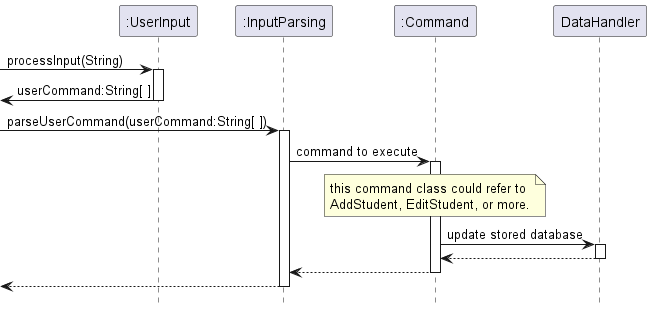 :UserInput
:InputParsing
:Command
DataHandler
processInput(String)
userCommand:String[ ]
parseUserCommand(userCommand:String[ ])
command to execute
this command class could refer to
AddStudent, EditStudent, or more.
update stored database